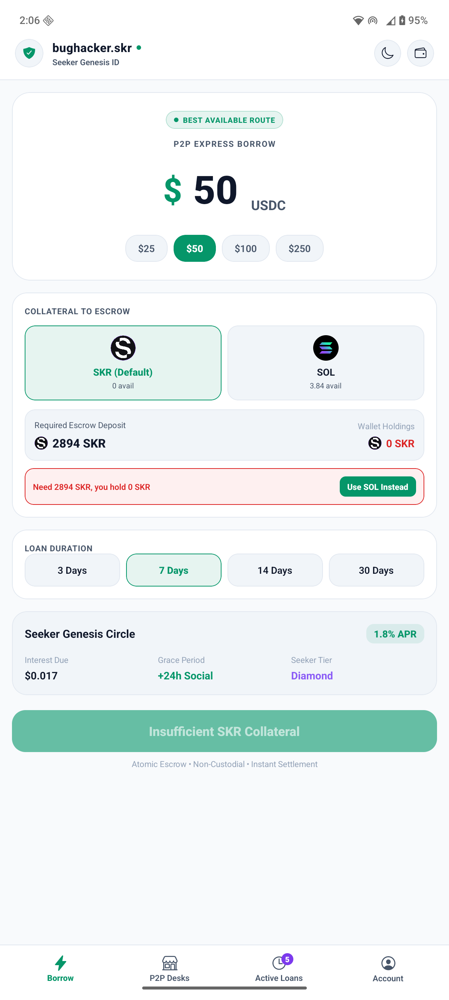 2:06
95%
bughacker.skr
Seeker Genesis ID
BEST AVAILABLE ROUTE
P2P EXPRESS BORROW
$ 50 USDC
$25 $50 $100 $250
COLLATERAL TO ESCROW
SKR (Default)
0 avail
SOL
3.84 avail
Required Escrow Deposit
2894 SKR
Wallet Holdings
0 SKR
Need 2894 SKR, you hold 0 SKR
Use SOL Instead
LOAN DURATION
3 Days 7 Days 14 Days 30 Days
Seeker Genesis Circle
1.8% APR
Interest Due
$0.017
Grace Period
+24h Social
Seeker Tier
Diamond
Insufficient SKR Collateral
Atomic Escrow • Non-Custodial • Instant Settlement
Borrow
P2P Desks
5
Active Loans
Account